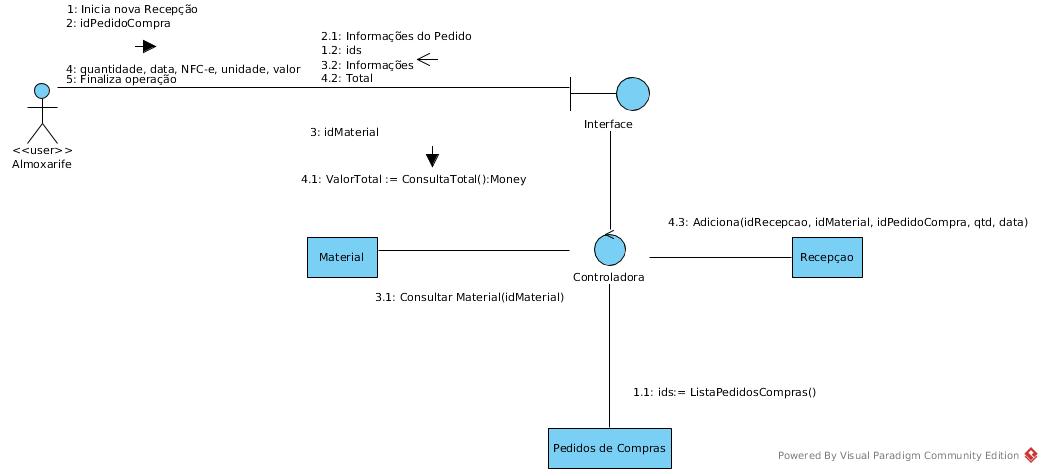 1: Inicia nova Recepção
2: idPedidoCompra
2.1: Informações do Pedido
1.2: ids
3.2: Informações
4.2: Total
4: quantidade, data, NFC-e, unidade, valor
5: Finaliza operação
Interface
<<user>>
Almoxarife
3: idMaterial
4.1: ValorTotal := ConsultaTotal():Money
4.3: Adiciona(idRecepcao, idMaterial, idPedidoCompra, qtd, data)
Material
Recepçao
Controladora
3.1: Consultar Material(idMaterial)
1.1: ids:= ListaPedidosCompras()
Pedidos de Compras
Powered By Visual Paradigm Community Edition